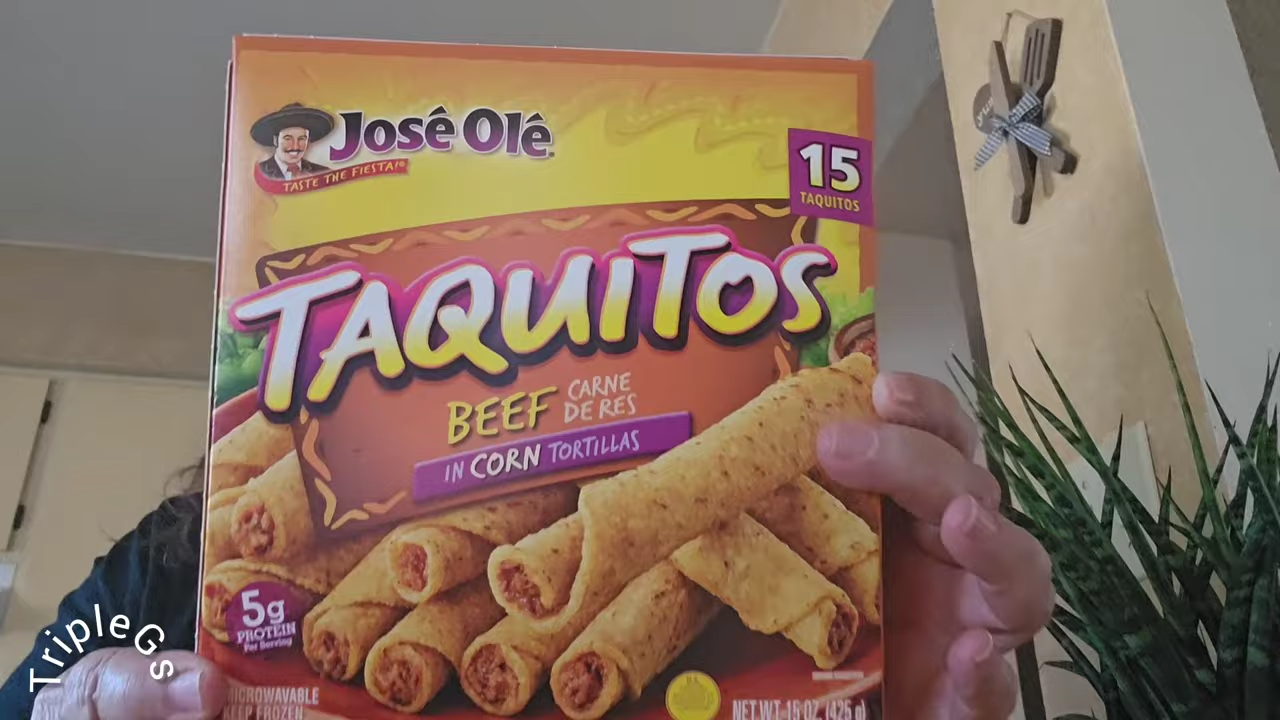 José Olé
TASTE THE FIESTA!®
15
TAQUITOS
TAQUITOS
BEEF
CARNE
DE RES
IN CORN TORTILLAS
5g
PROTEIN
Per Serving
MICROWAVABLE
KEEP FROZEN
NET WT. 15 OZ. (425 g)
TripleGs